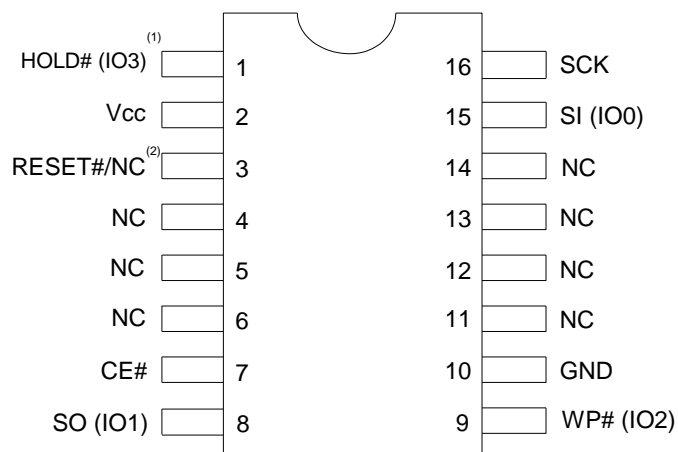 HOLD# (IO3) (1) 1 16 SCK
Vcc 2 15 SI (IO0)
RESET#/NC (2) 3 14 NC
NC 4 13 NC
NC 5 12 NC
NC 6 11 NC
CE# 7 10 GND
SO (IO1) 8 9 WP# (IO2)